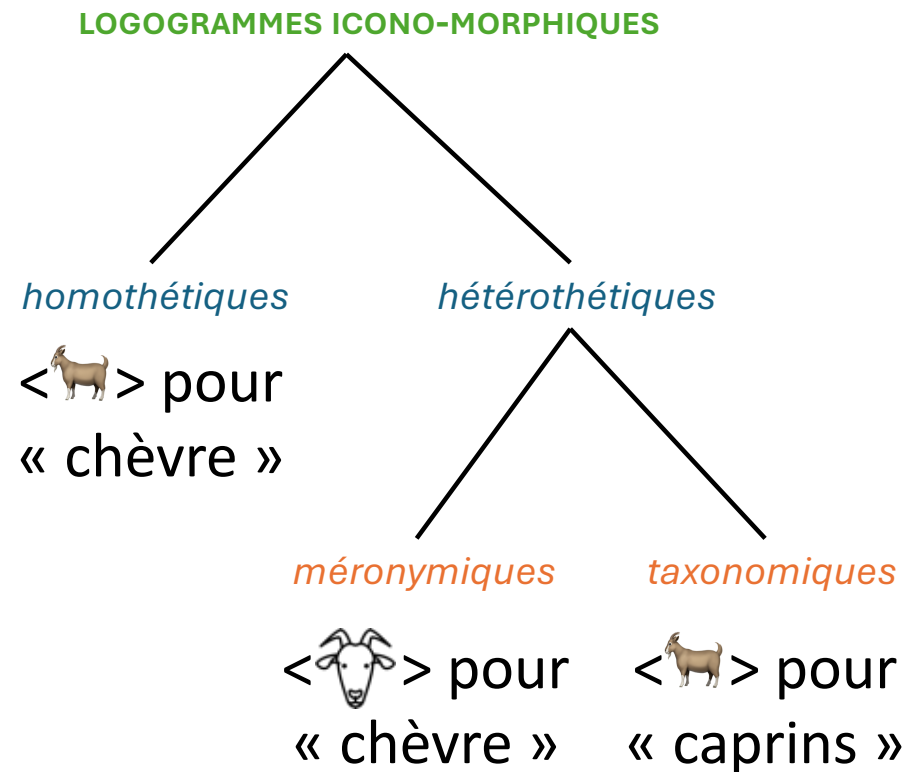 LOGOGRAMMES ICONO-MORPHIQUES
homothétiques
hétérothétiques
<🐐> pour
« chèvre »
méronymiques
taxonomiques
< > pour
« chèvre »
<🐐> pour
« caprins »